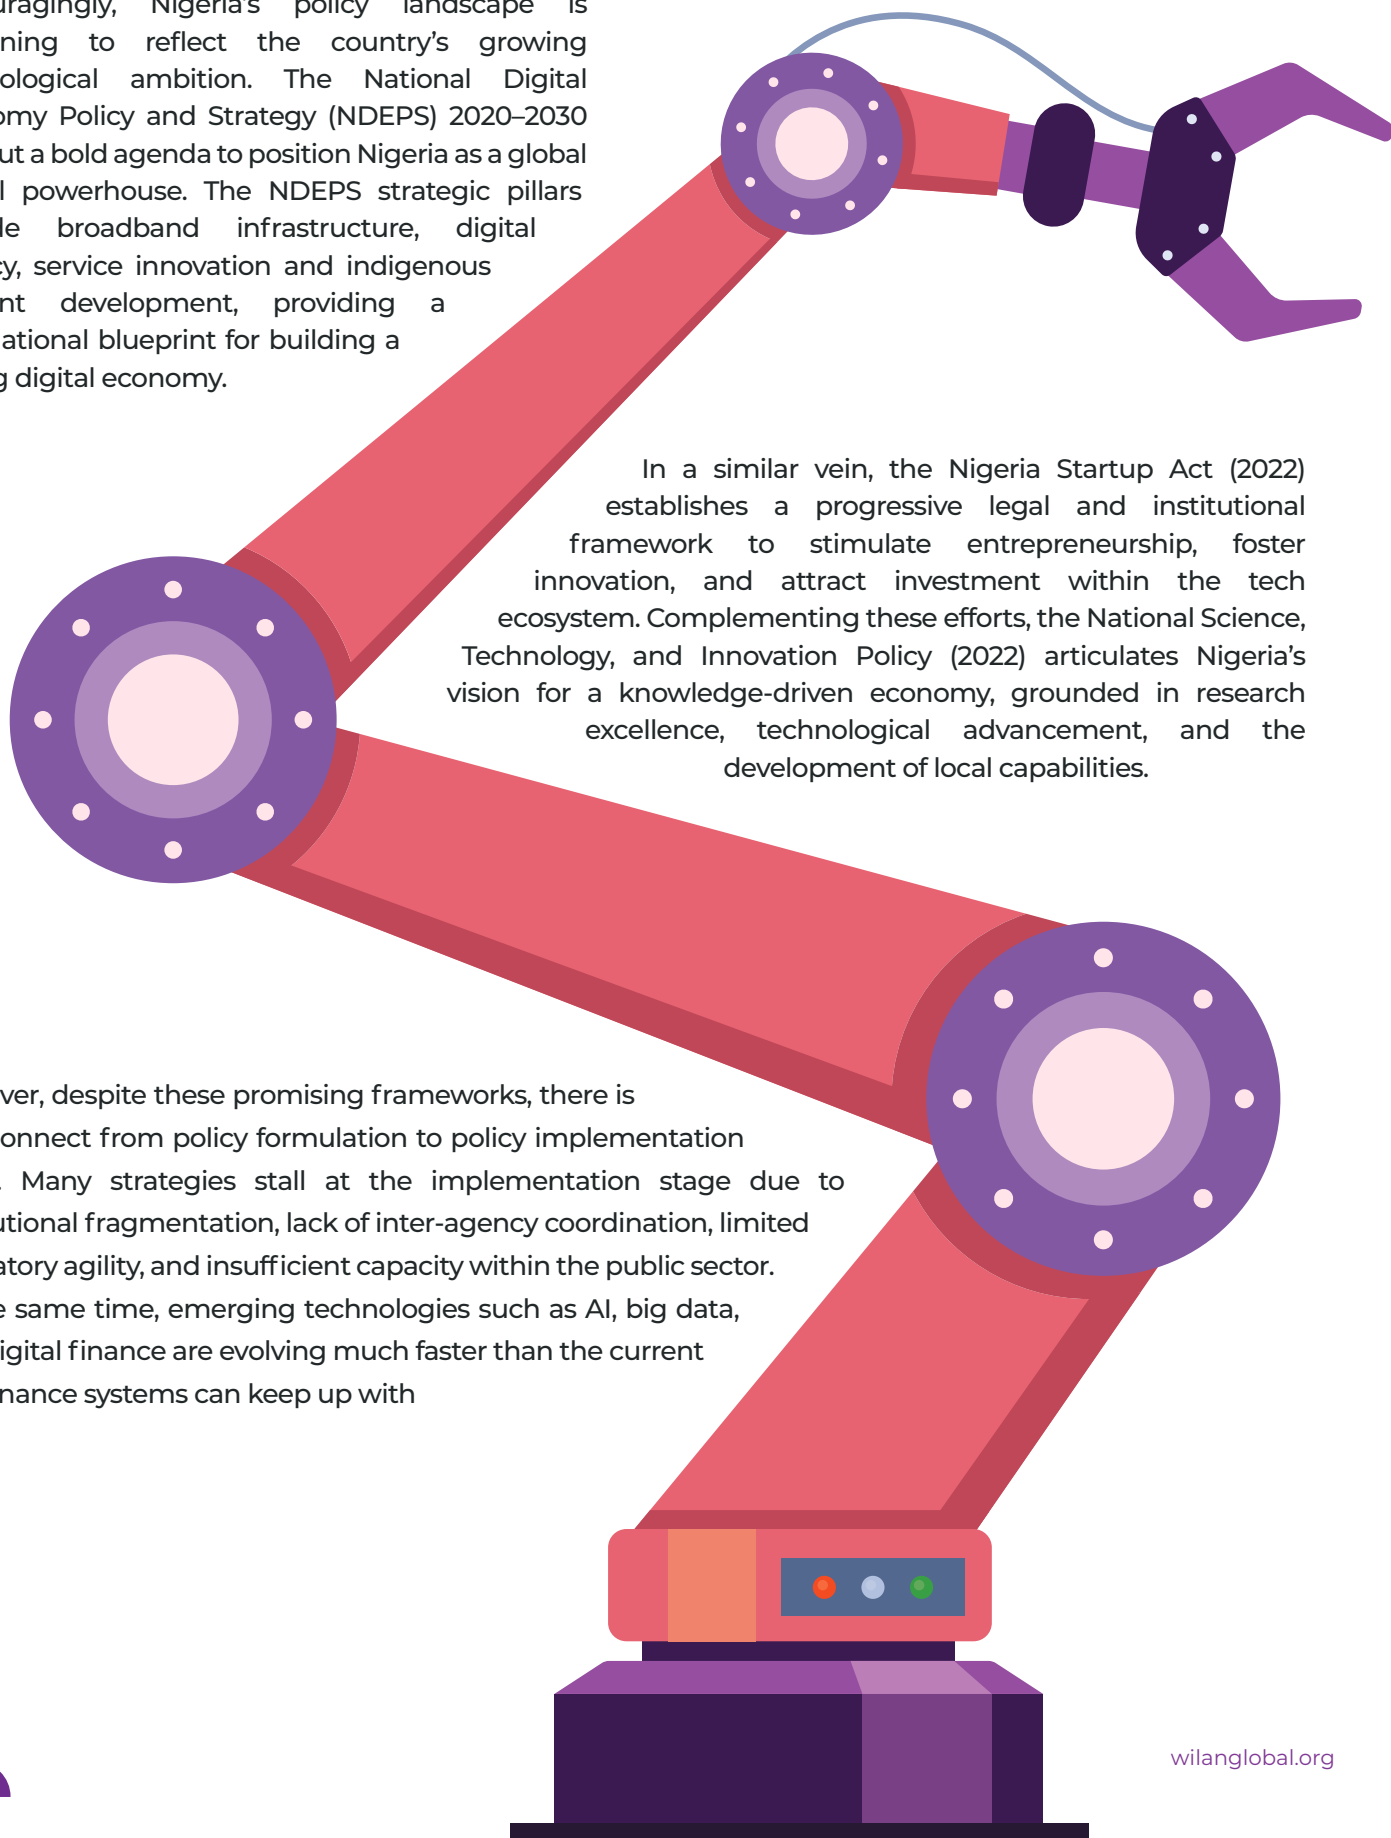 uragingly, Nigeria’s policy landscape is
ning to reflect the country’s growing
ological ambition. The National Digital
omy Policy and Strategy (NDEPS) 2020–2030
ut a bold agenda to position Nigeria as a global
l powerhouse. The NDEPS strategic pillars
de broadband infrastructure, digital
cy, service innovation and indigenous
nt development, providing a
ational blueprint for building a
g digital economy.
In a similar vein, the Nigeria Startup Act (2022)
establishes a progressive legal and institutional
framework to stimulate entrepreneurship, foster
innovation, and attract investment within the tech
ecosystem. Complementing these efforts, the National Science,
Technology, and Innovation Policy (2022) articulates Nigeria’s
vision for a knowledge-driven economy, grounded in research
excellence, technological advancement, and the
development of local capabilities.
ver, despite these promising frameworks, there is
onnect from policy formulation to policy implementation
. Many strategies stall at the implementation stage due to
utional fragmentation, lack of inter-agency coordination, limited
atory agility, and insufficient capacity within the public sector.
e same time, emerging technologies such as AI, big data,
igital finance are evolving much faster than the current
nance systems can keep up with
wilanglobal.org